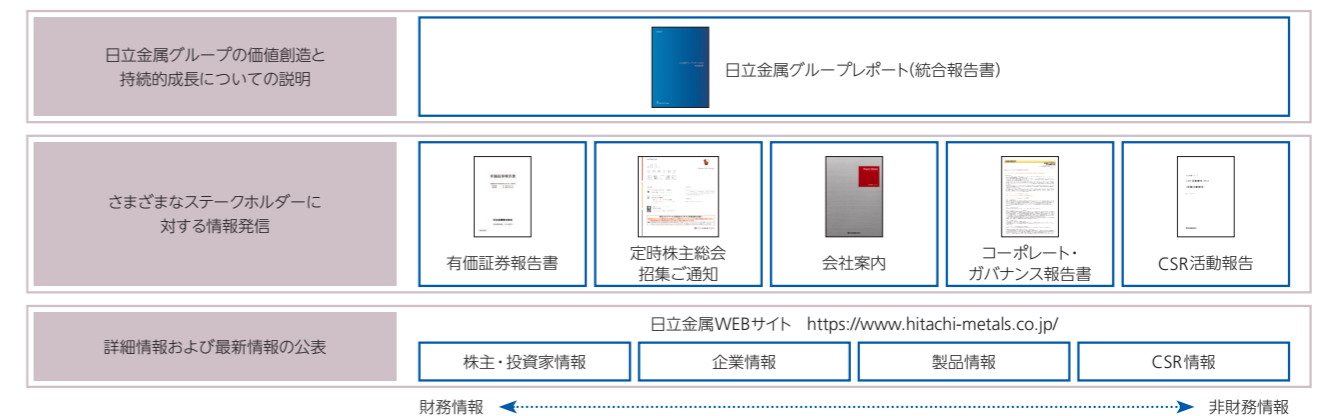 日立金属グループの価値創造と
持続的成長についての説明
日立金属グループレポート(統合報告書)
さまざまなステークホルダーに
対する情報発信
有価証券報告書
有価証券報告書
定時株主総会
招集ご通知
会社案内
コーポレート・
ガバナンス報告書
CSR活動報告
詳細情報および最新情報の公表
日立金属WEBサイト https://www.hitachi-metals.co.jp/
株主・投資家情報
企業情報
製品情報
CSR情報
財務情報
非財務情報